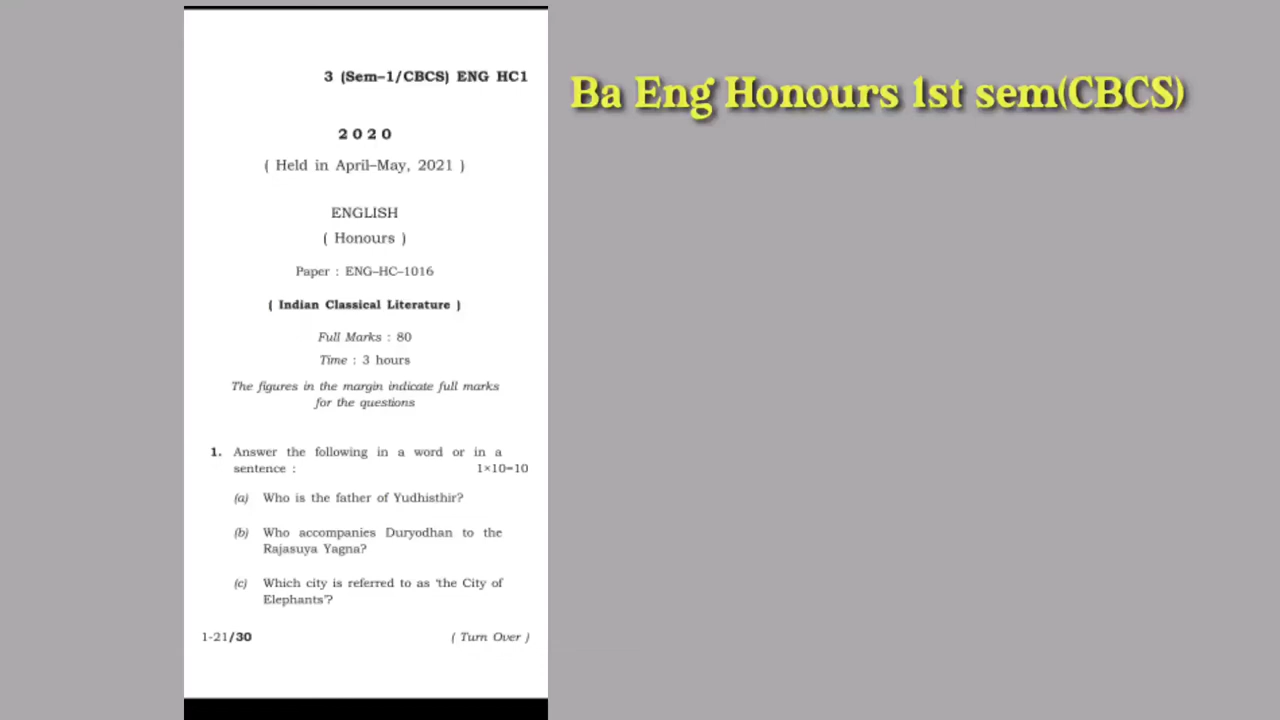 3 (Sem–1/CBCS) ENG HC1
Ba Eng Honours 1st sem(CBCS)
2020
( Held in April–May, 2021 )
ENGLISH
( Honours )
Paper : ENG–HC–1016
( Indian Classical Literature )
Full Marks : 80
Time : 3 hours
The figures in the margin indicate full marks
for the questions
1. Answer the following in a word or in a
sentence : 1×10=10
(a) Who is the father of Yudhisthir?
(b) Who accompanies Duryodhan to the
Rajasuya Yagna?
(c) Which city is referred to as 'the City of
Elephants'?
1-21/30 ( Turn Over )